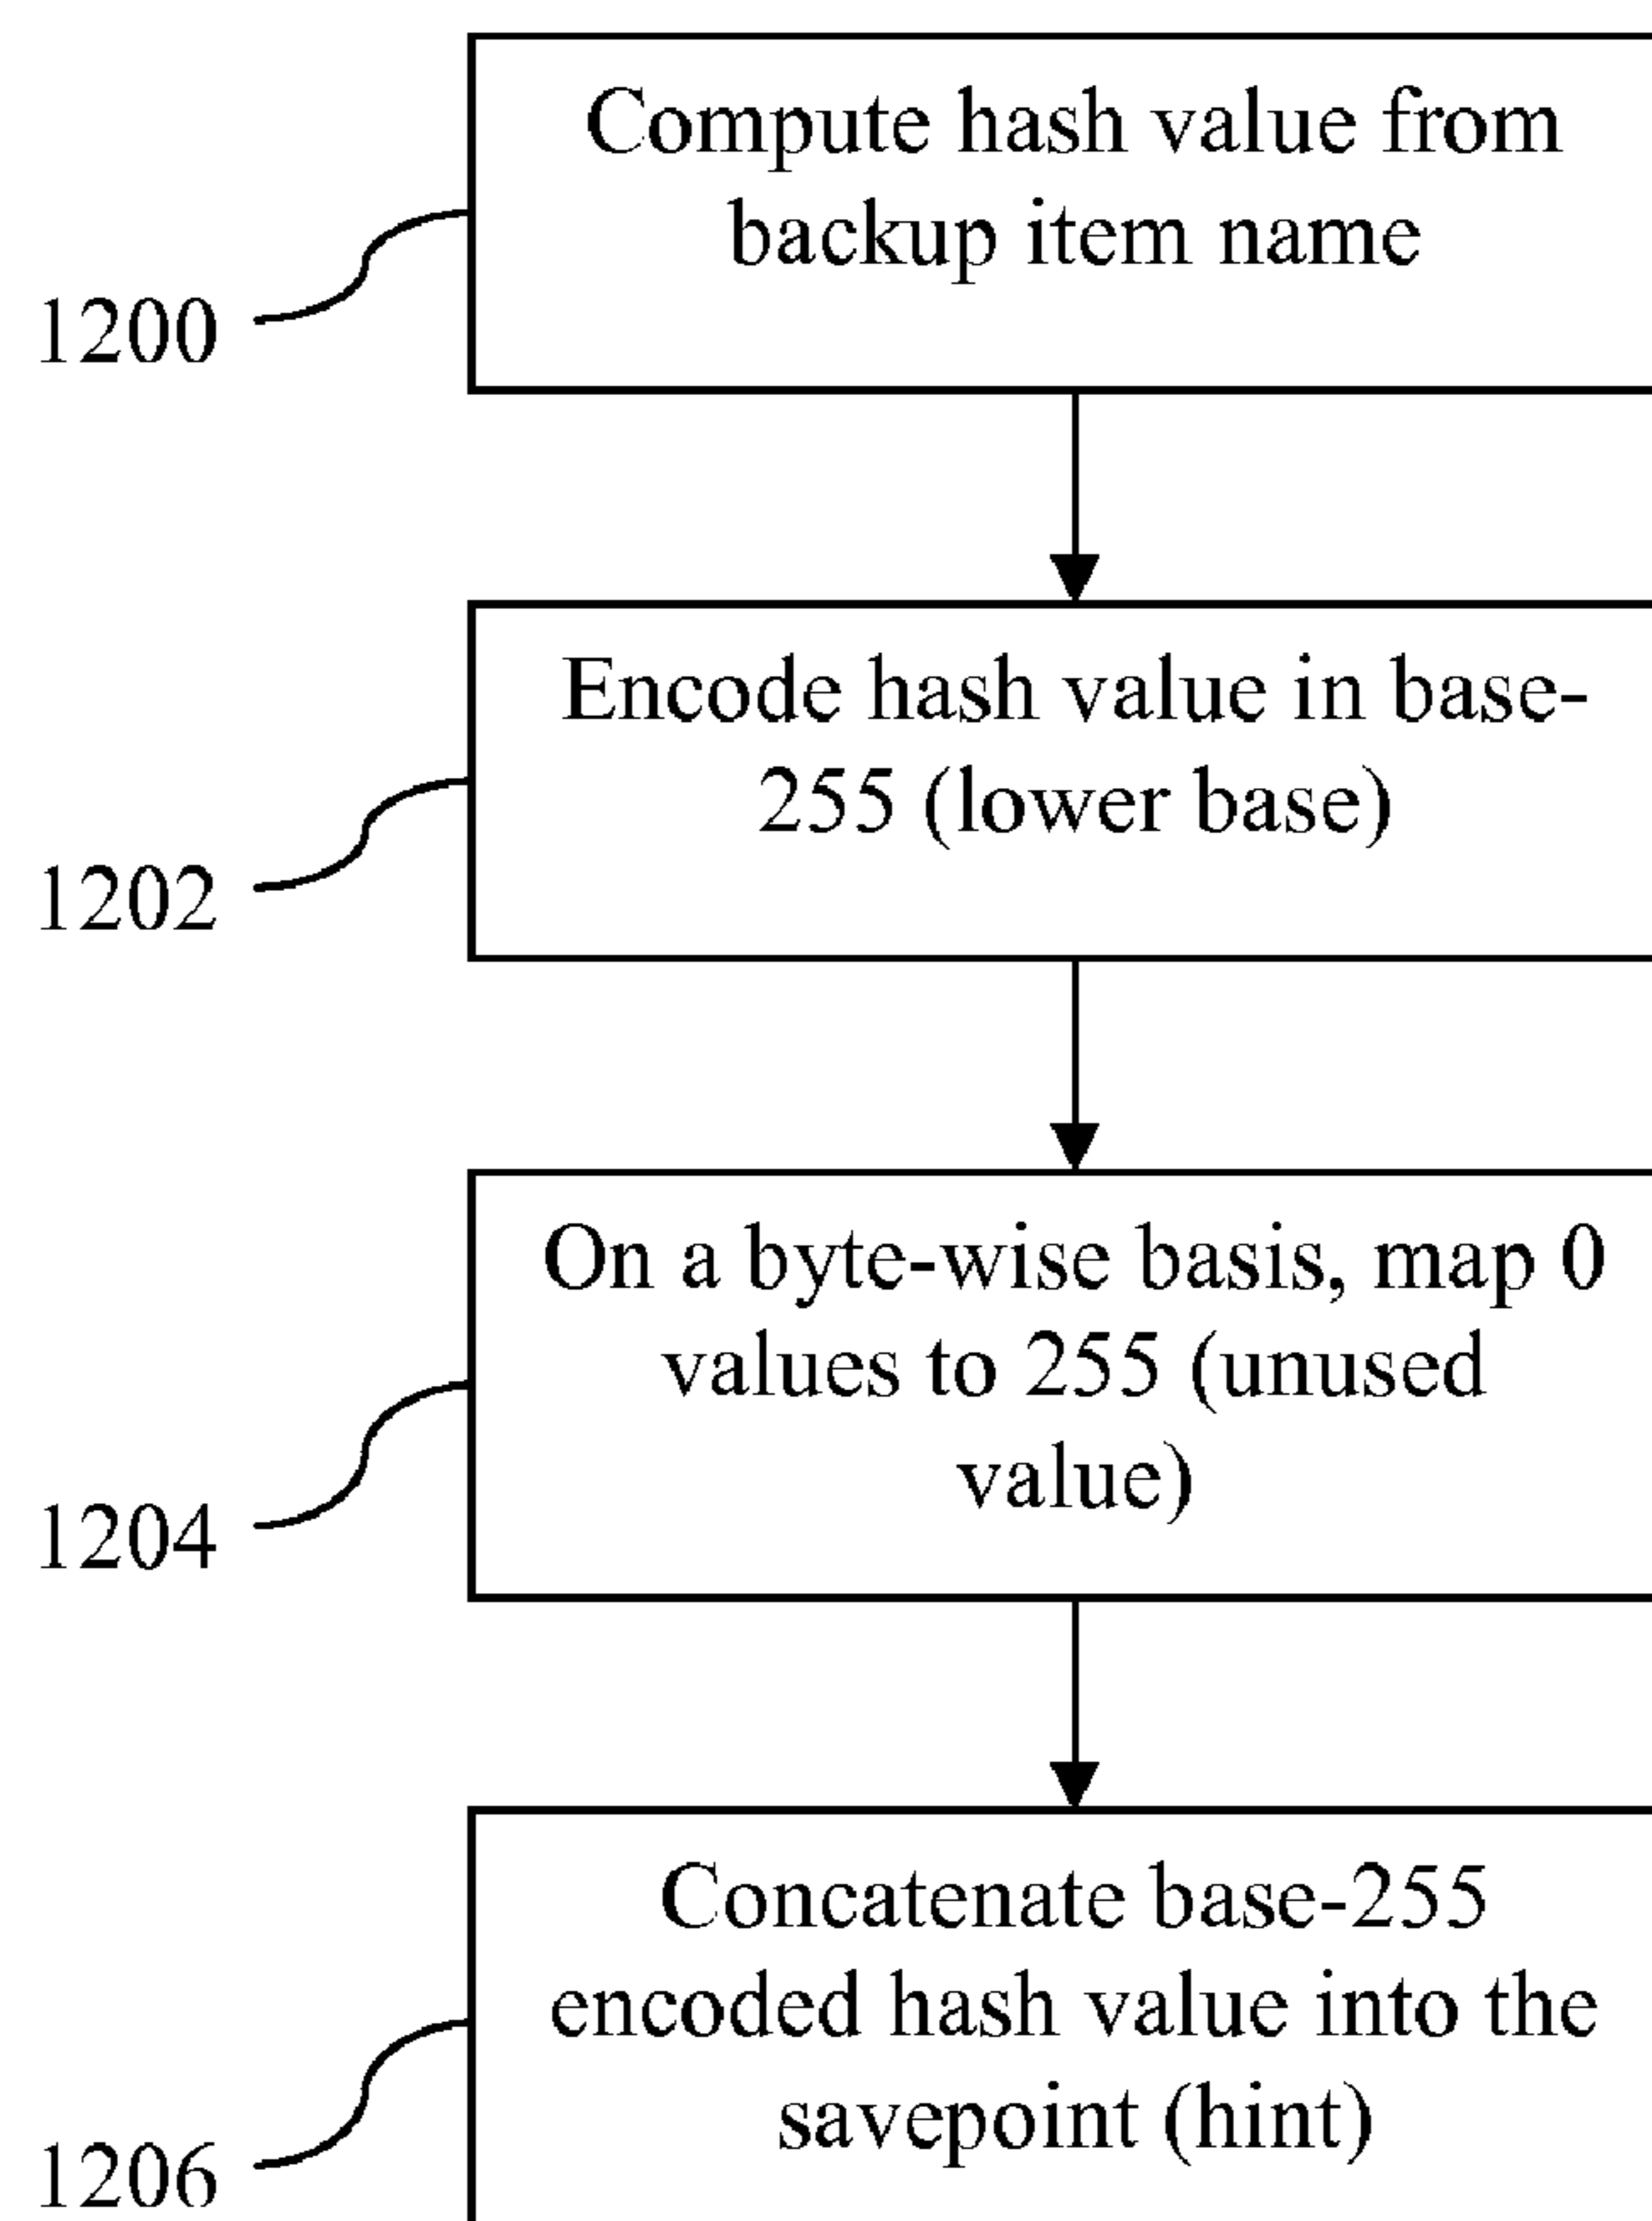 Compute hash value from
backup item name
1200
Encode hash value in base-
255 (lower base)
1202
On a byte-wise basis, map 0
values to 255 (unused
value)
1204
Concatenate base-255
encoded hash value into the
savepoint (hint)
1206